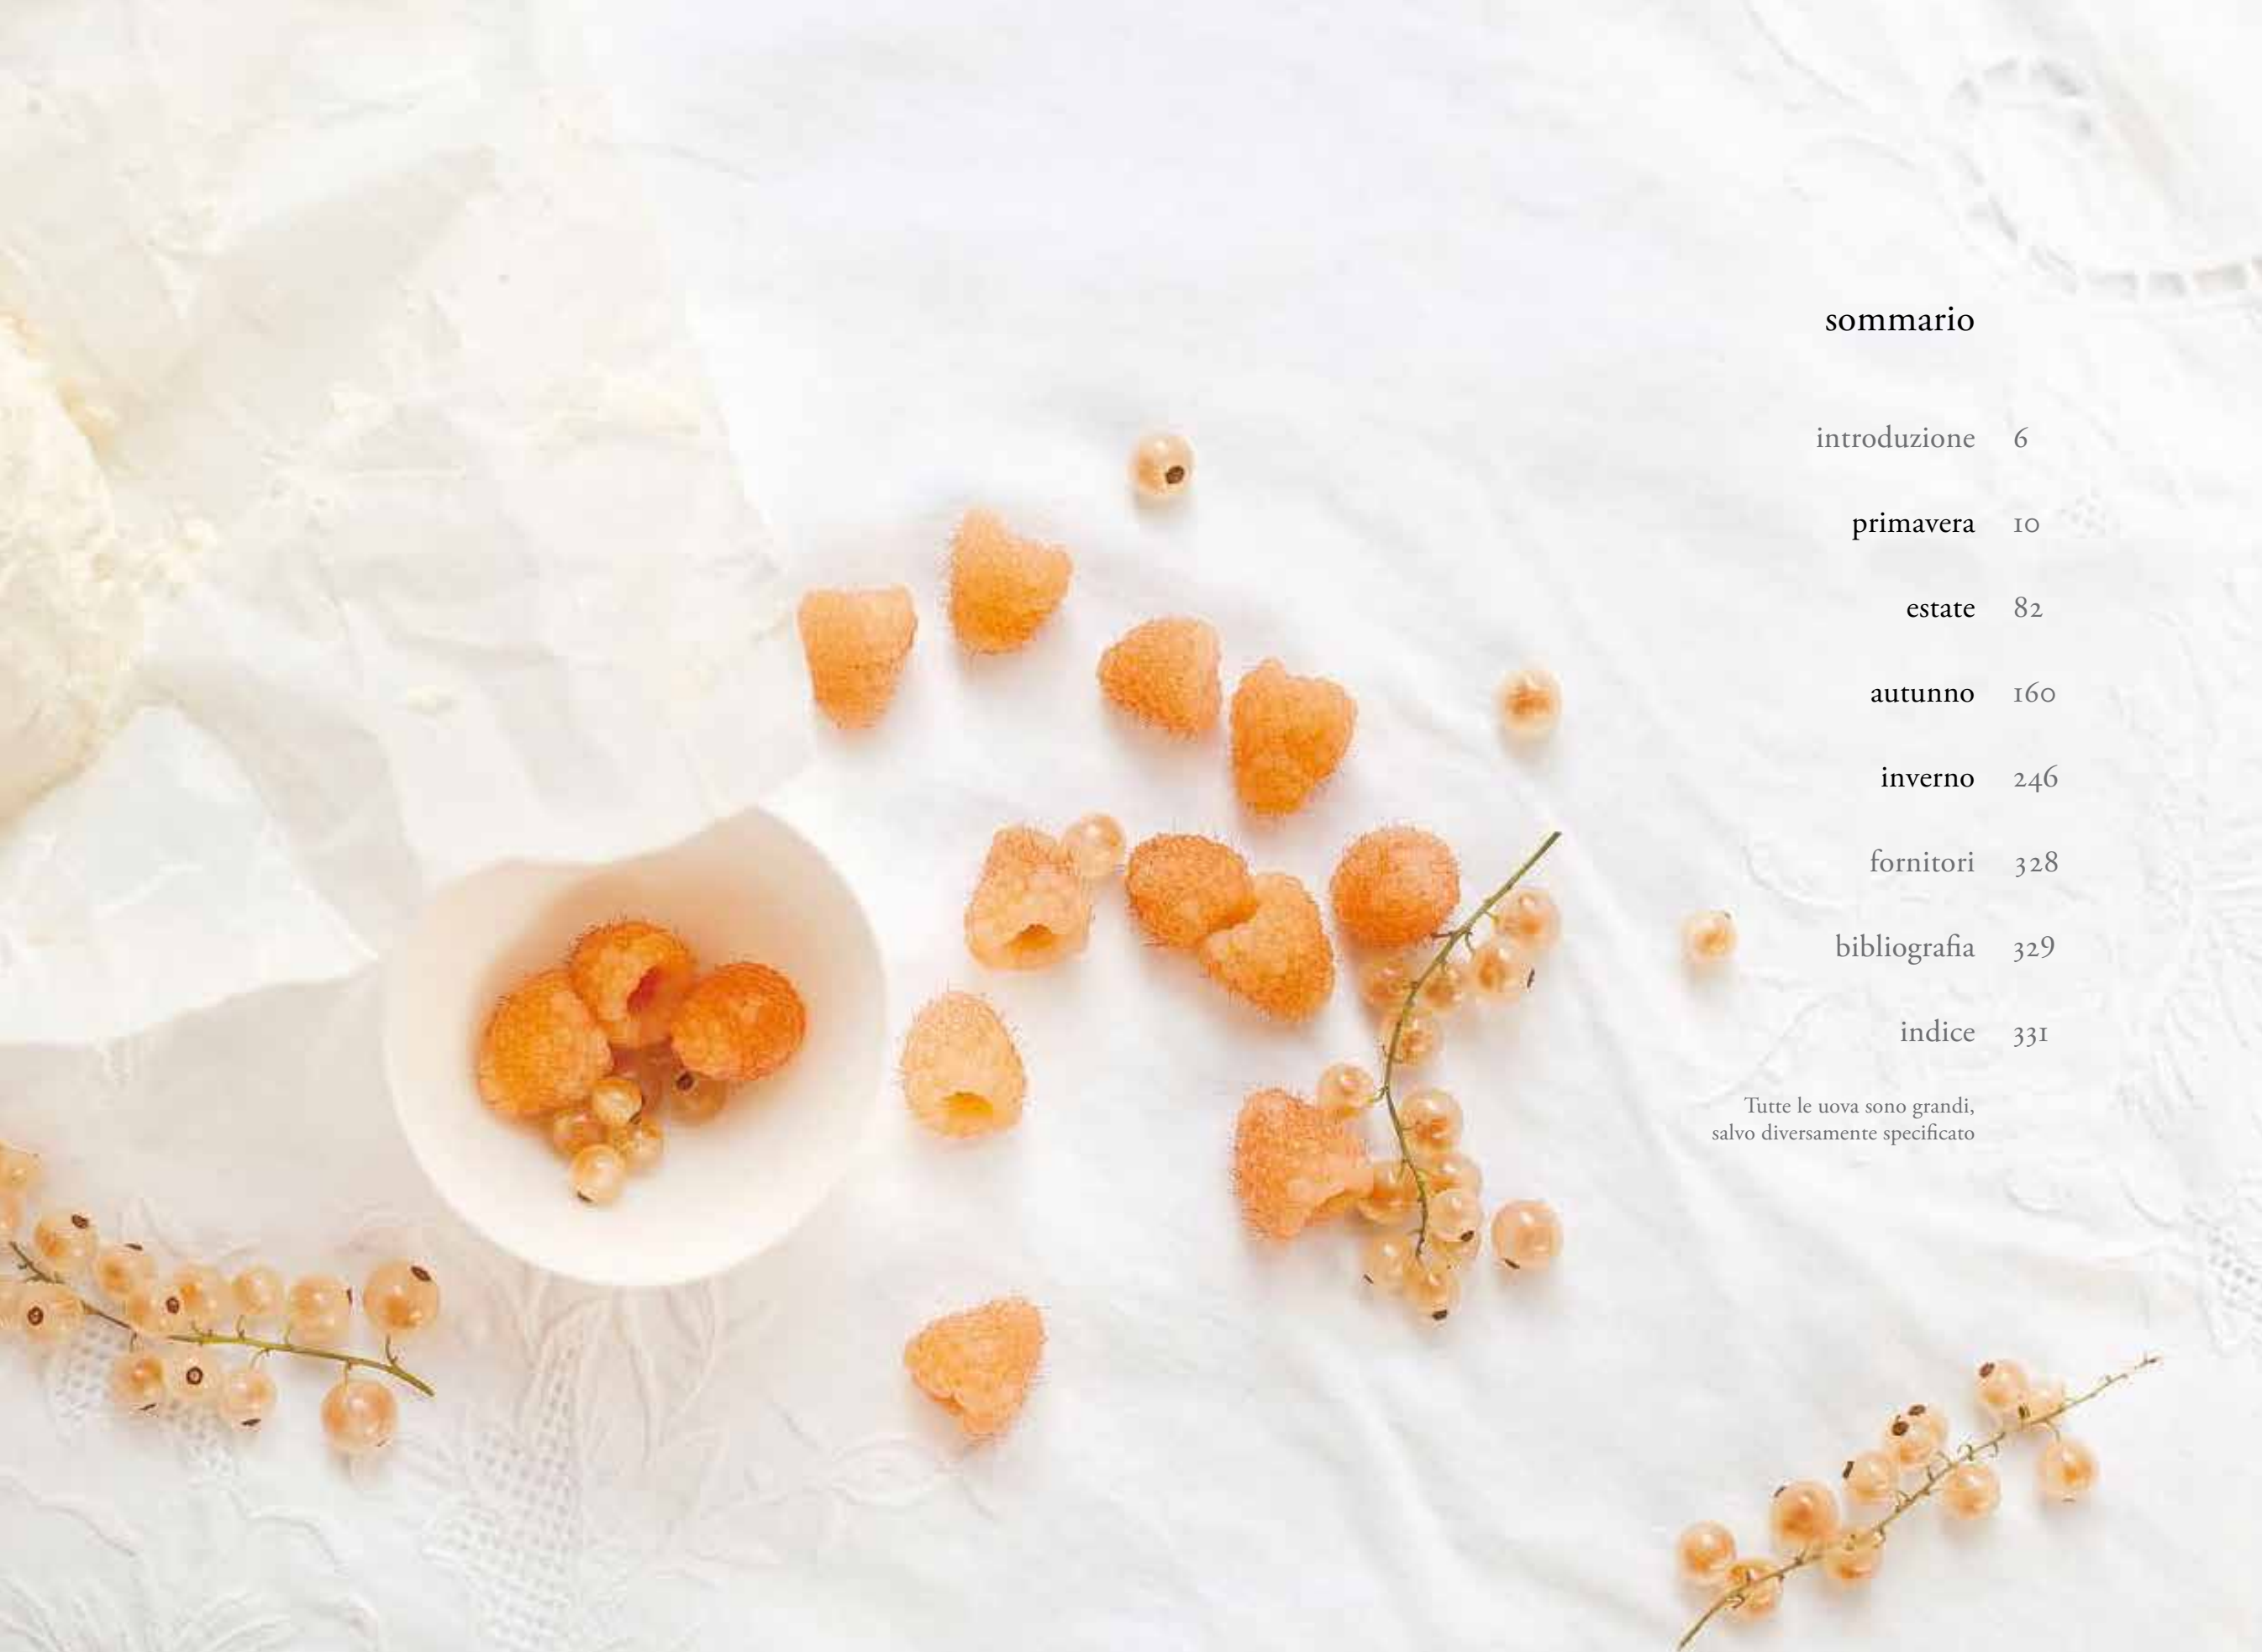 sommario
introduzione 6
primavera 10
estate 82
autunno 160
inverno 246
fornitori 328
bibliografia 329
indice 331
Tutte le uova sono grandi,
salvo diversamente specificato